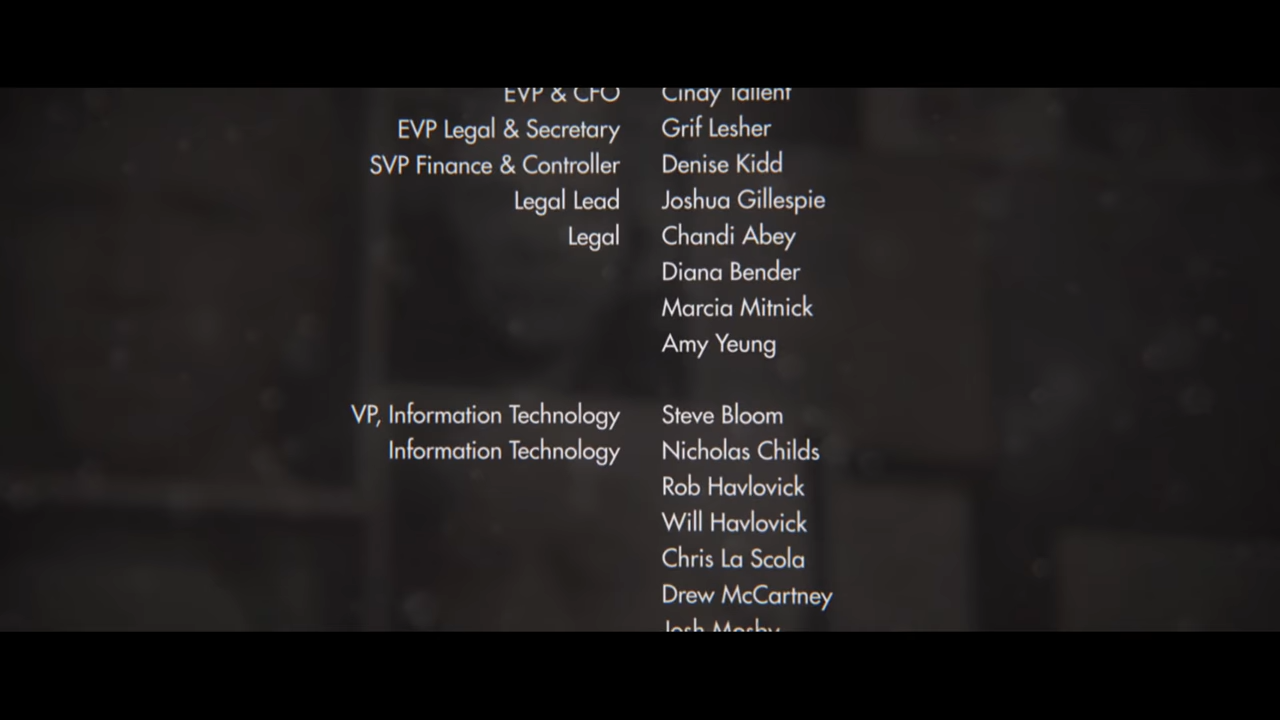 EVP & CFO Cindy Tallent
EVP Legal & Secretary Grif Lesher
SVP Finance & Controller Denise Kidd
Legal Lead Joshua Gillespie
Legal Chandi Abey
Diana Bender
Marcia Mitnick
Amy Yeung
VP, Information Technology Steve Bloom
Information Technology Nicholas Childs
Rob Havlovick
Will Havlovick
Chris La Scola
Drew McCartney
Josh Mosby